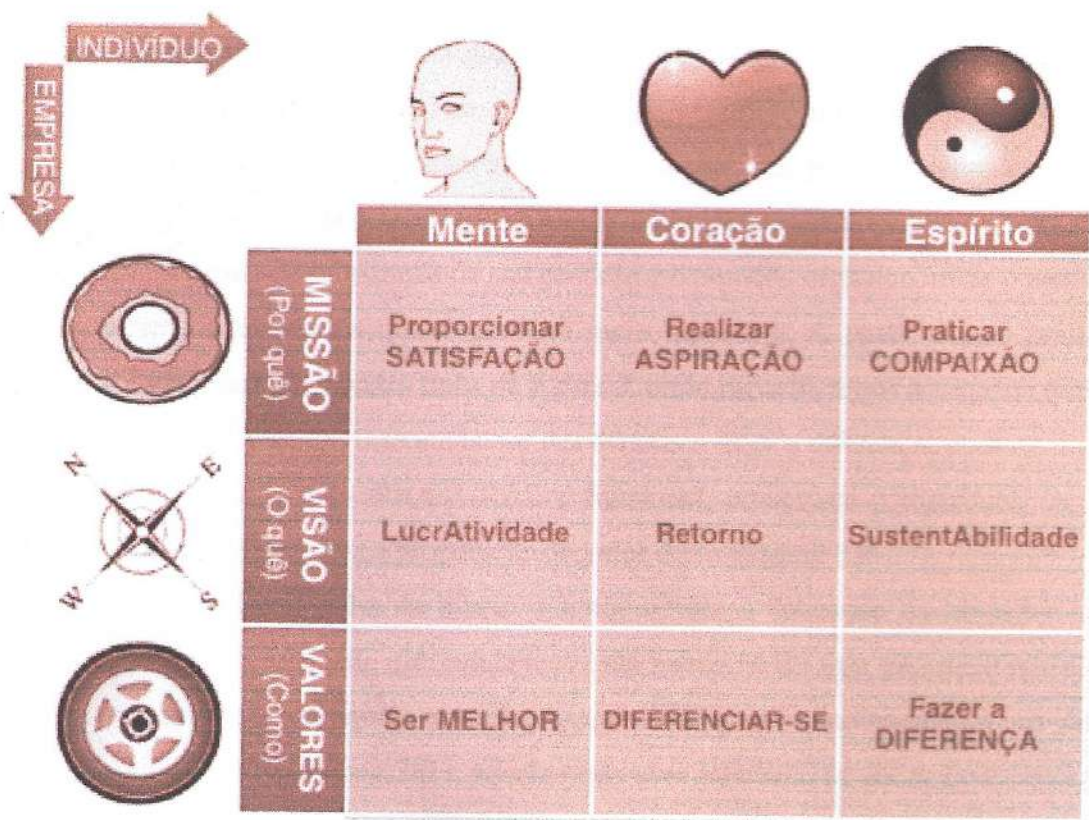 INDIVÍDUO
EMPRESA
Mente
Coração
Espírito
MISSÃO
(Por quê)
Proporcionar
SATISFAÇÃO
Realizar
ASPIRAÇÃO
Praticar
COMPAIXÃO
N
E
W
S
VISÃO
(O quê)
LucrAtividade
Retorno
SustentAbilidade
VALORES
(Como)
Ser MELHOR
DIFERENCIAR-SE
Fazer a
DIFERENÇA